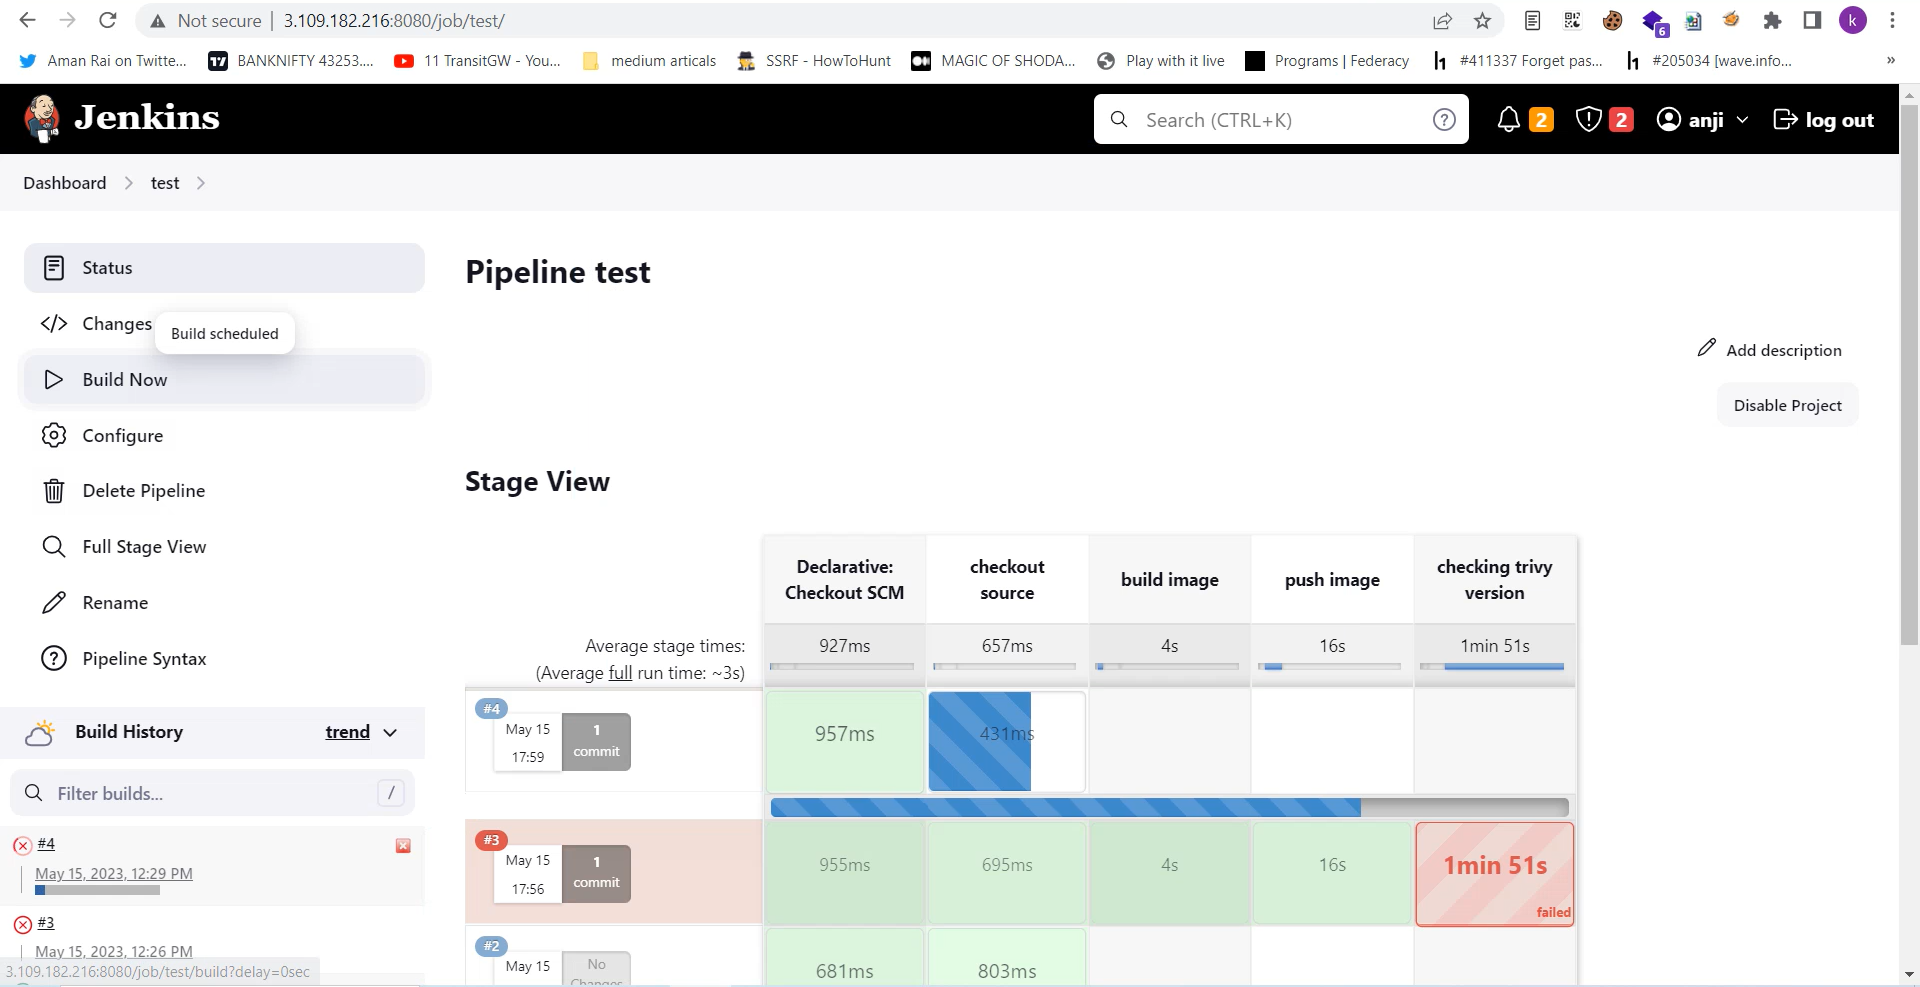 Not secure | 3.109.182.216:8080/job/test/
k
6
Aman Rai on Twitte...
BANKNIFTY 43253....
11 TransitGW - You...
medium articals
SSRF - HowToHunt
MAGIC OF SHODA...
Play with it live
Programs | Federacy
#411337 Forget pas...
#205034 [wave.info...
»
Jenkins
Search (CTRL+K)
2
2
anji
log out
Dashboard > test >
Status
Changes
Build scheduled
Build Now
Configure
Delete Pipeline
Full Stage View
Rename
Pipeline Syntax
Build History
trend
Filter builds...
/
#4
May 15, 2023, 12:29 PM
#3
May 15, 2023, 12:26 PM
3.109.182.216:8080/job/test/build?delay=0sec
Pipeline test
Add description
Disable Project
Stage View
Declarative: Checkout SCM
checkout source
build image
push image
checking trivy version
Average stage times:
(Average full run time: ~3s)
927ms
657ms
4s
16s
1min 51s
#4
May 15
17:59
1
commit
957ms
431ms
#3
May 15
17:56
1
commit
955ms
695ms
4s
16s
1min 51s
failed
#2
May 15
No
Changes
681ms
803ms